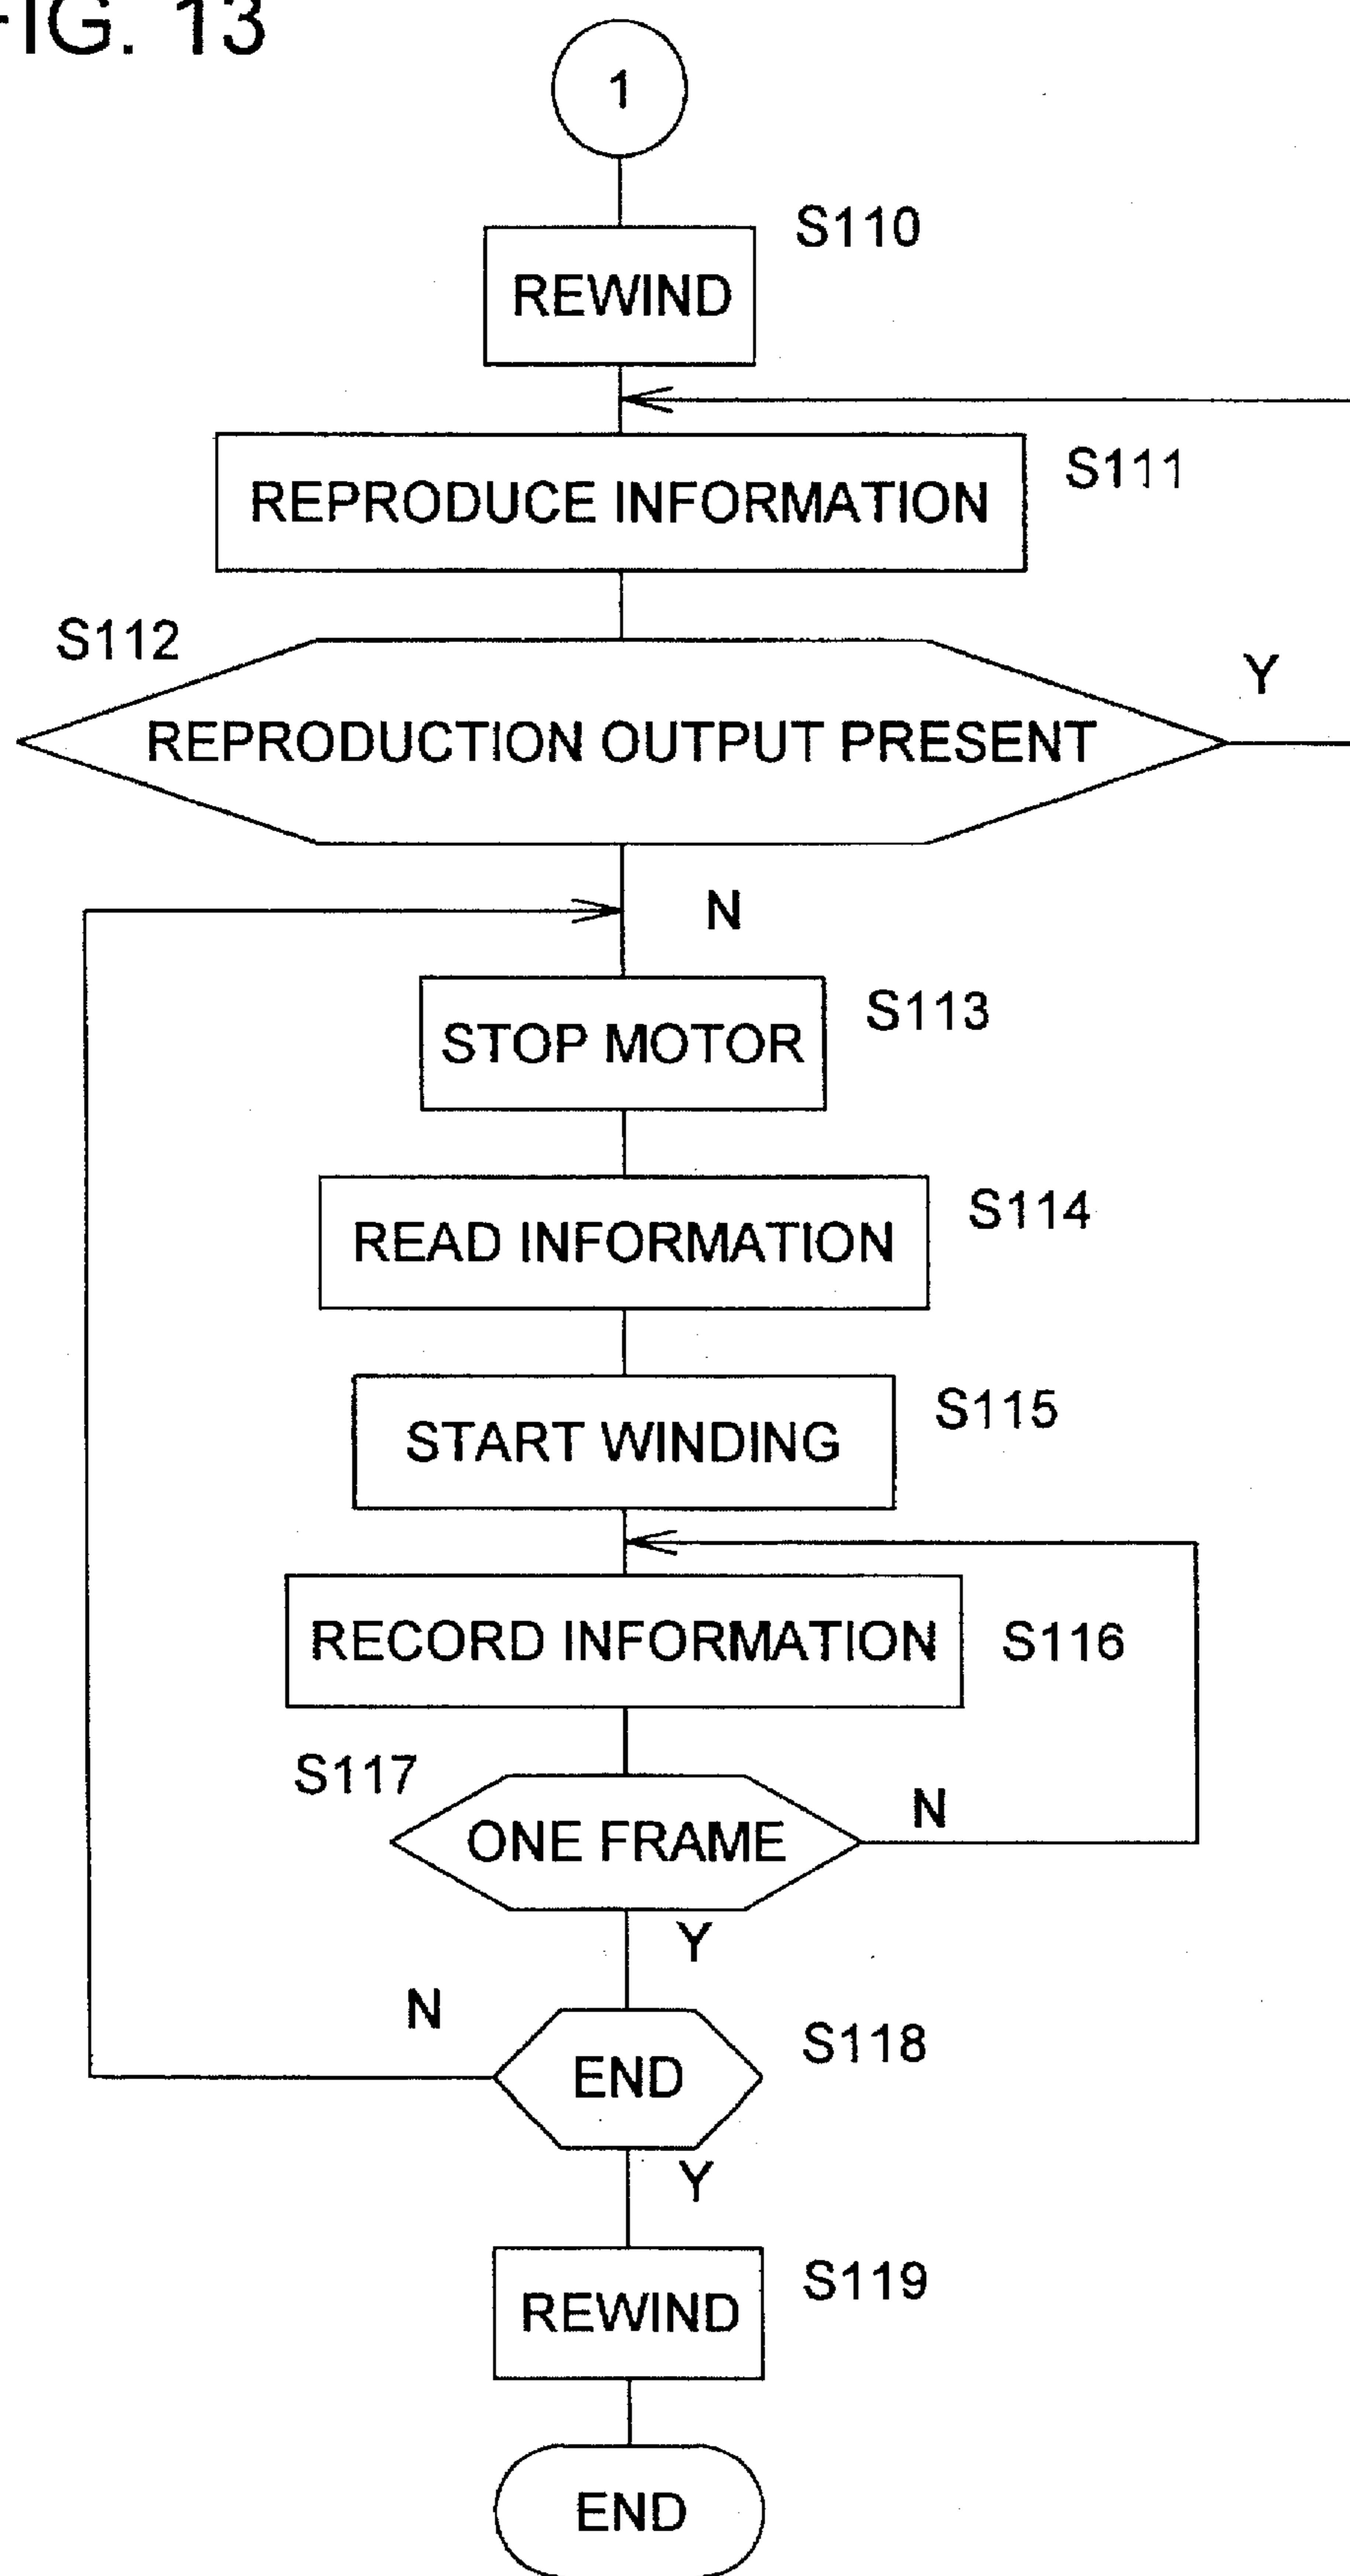 FIG. 13
1
S110
REWIND
S111
REPRODUCE INFORMATION
S112
REPRODUCTION OUTPUT PRESENT
Y
N
STOP MOTOR
S113
READ INFORMATION
S114
START WINDING
S115
RECORD INFORMATION
S116
S117
ONE FRAME
N
Y
N
END
S118
Y
REWIND
S119
END